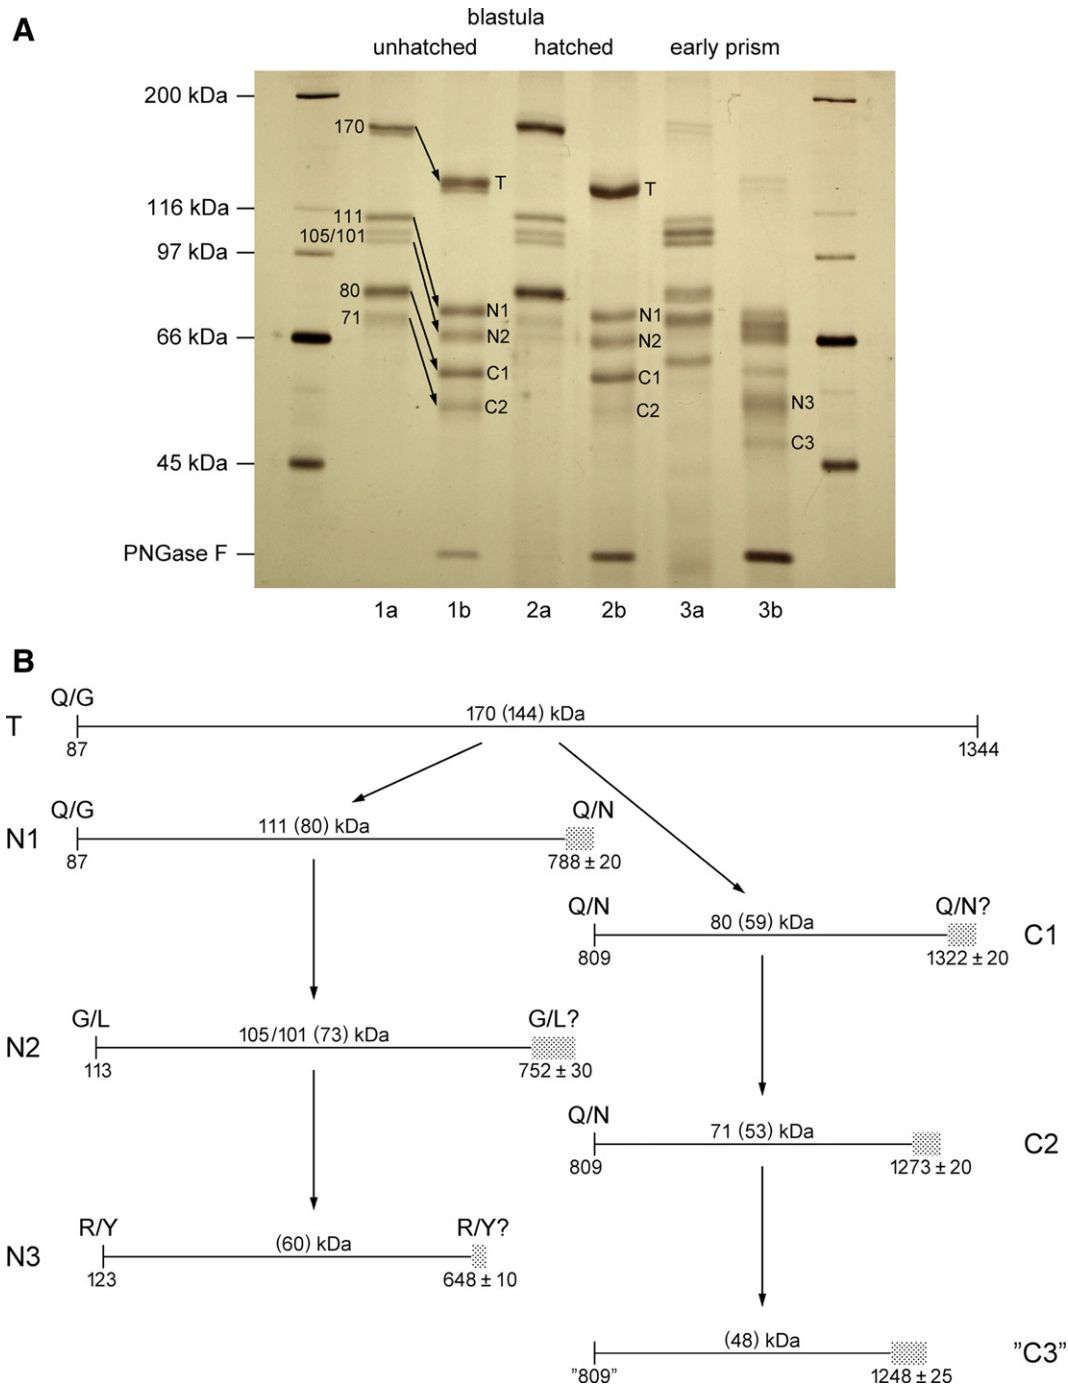 A
blastula
unhatched hatched early prism
200 kDa
170
T T
116 kDa
111
105/101
97 kDa
80
N1 N1
71
66 kDa
N2 N2
C1 C1
C2 C2
N3
C3
45 kDa
PNGase F
1a 1b 2a 2b 3a 3b
B
Q/G
T 170 (144) kDa
87 1344
Q/G Q/N
N1 111 (80) kDa
87 788 ± 20
Q/N Q/N?
80 (59) kDa C1
809 1322 ± 20
G/L G/L?
N2 105/101 (73) kDa
113 752 ± 30
Q/N
71 (53) kDa C2
809 1273 ± 20
R/Y R/Y?
N3 (60) kDa
123 648 ± 10
(48) kDa "C3"
"809" 1248 ± 25